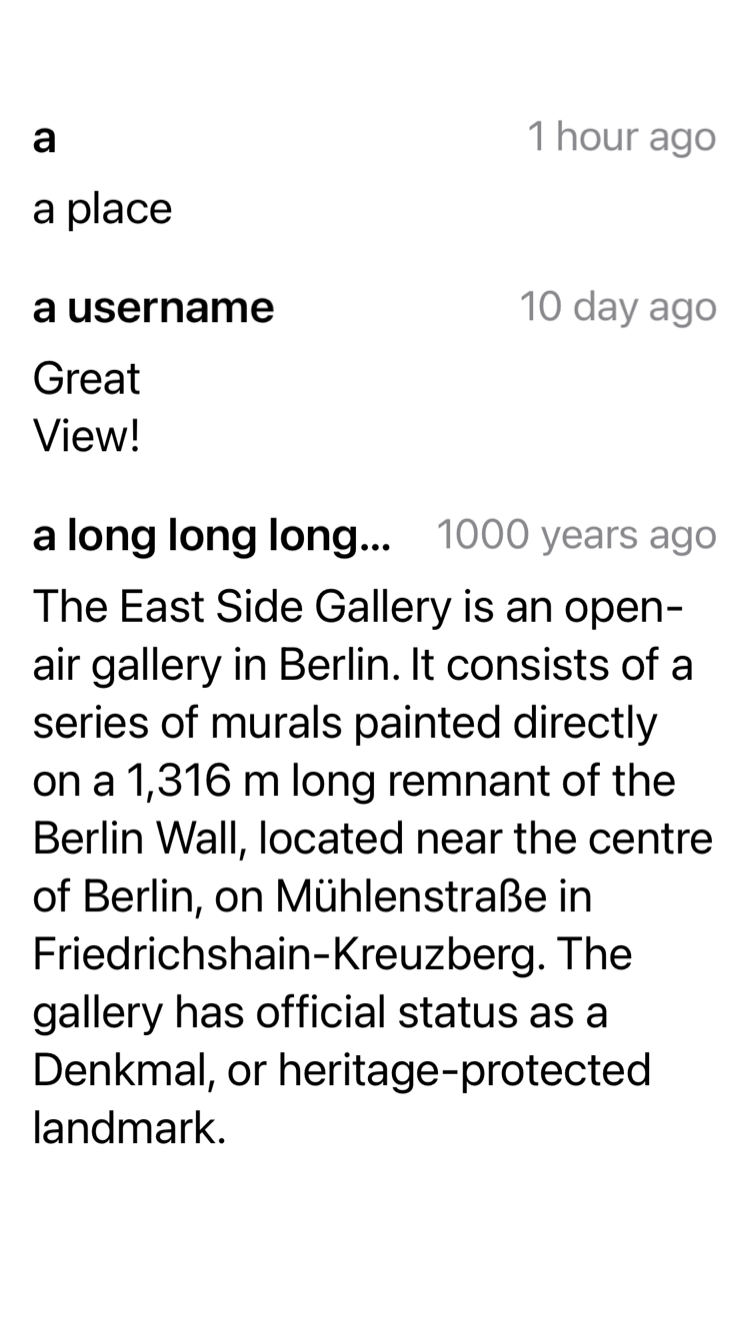 a 1 hour ago
a place
a username 10 day ago
Great
View!
a long long long... 1000 years ago
The East Side Gallery is an open-
air gallery in Berlin. It consists of a
series of murals painted directly
on a 1,316 m long remnant of the
Berlin Wall, located near the centre
of Berlin, on Mühlenstraße in
Friedrichshain-Kreuzberg. The
gallery has official status as a
Denkmal, or heritage-protected
landmark.